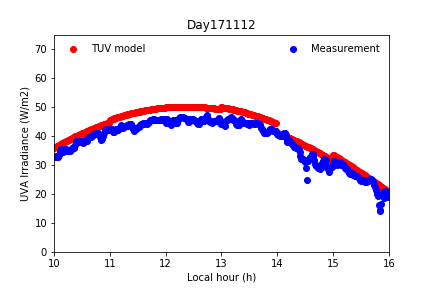 Day171112
TUV model
Measurement
70
60
50
40
30
20
10
0
UVA Irradiance (W/m2)
10 11 12 13 14 15 16
Local hour (h)